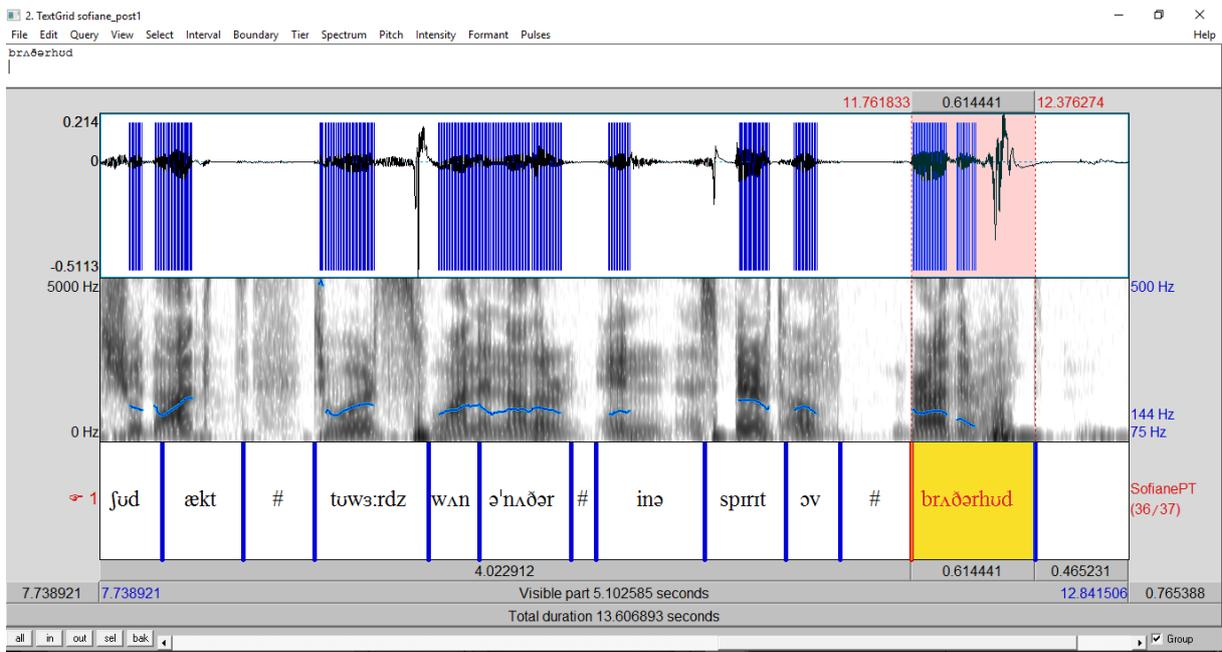 2. TextGrid sofiane_post1
File Edit Query View Select Interval Boundary Tier Spectrum Pitch Intensity Formant Pulses Help
brʌðərhʊd
11.761833 0.614441 12.376274
0.214
0
-0.5113
5000 Hz 500 Hz
144 Hz
0 Hz 75 Hz
☞ 1 ʃʊd ækt # tʊwɜ:rdz wʌn ə'nʌðər # inə spɪrɪt ɔv # brʌðərhʊd SofianePT
(36/37)
4.022912 0.614441 0.465231
7.738921 7.738921 Visible part 5.102585 seconds 12.841506 0.765388
Total duration 13.606893 seconds
all in out sel bak Group